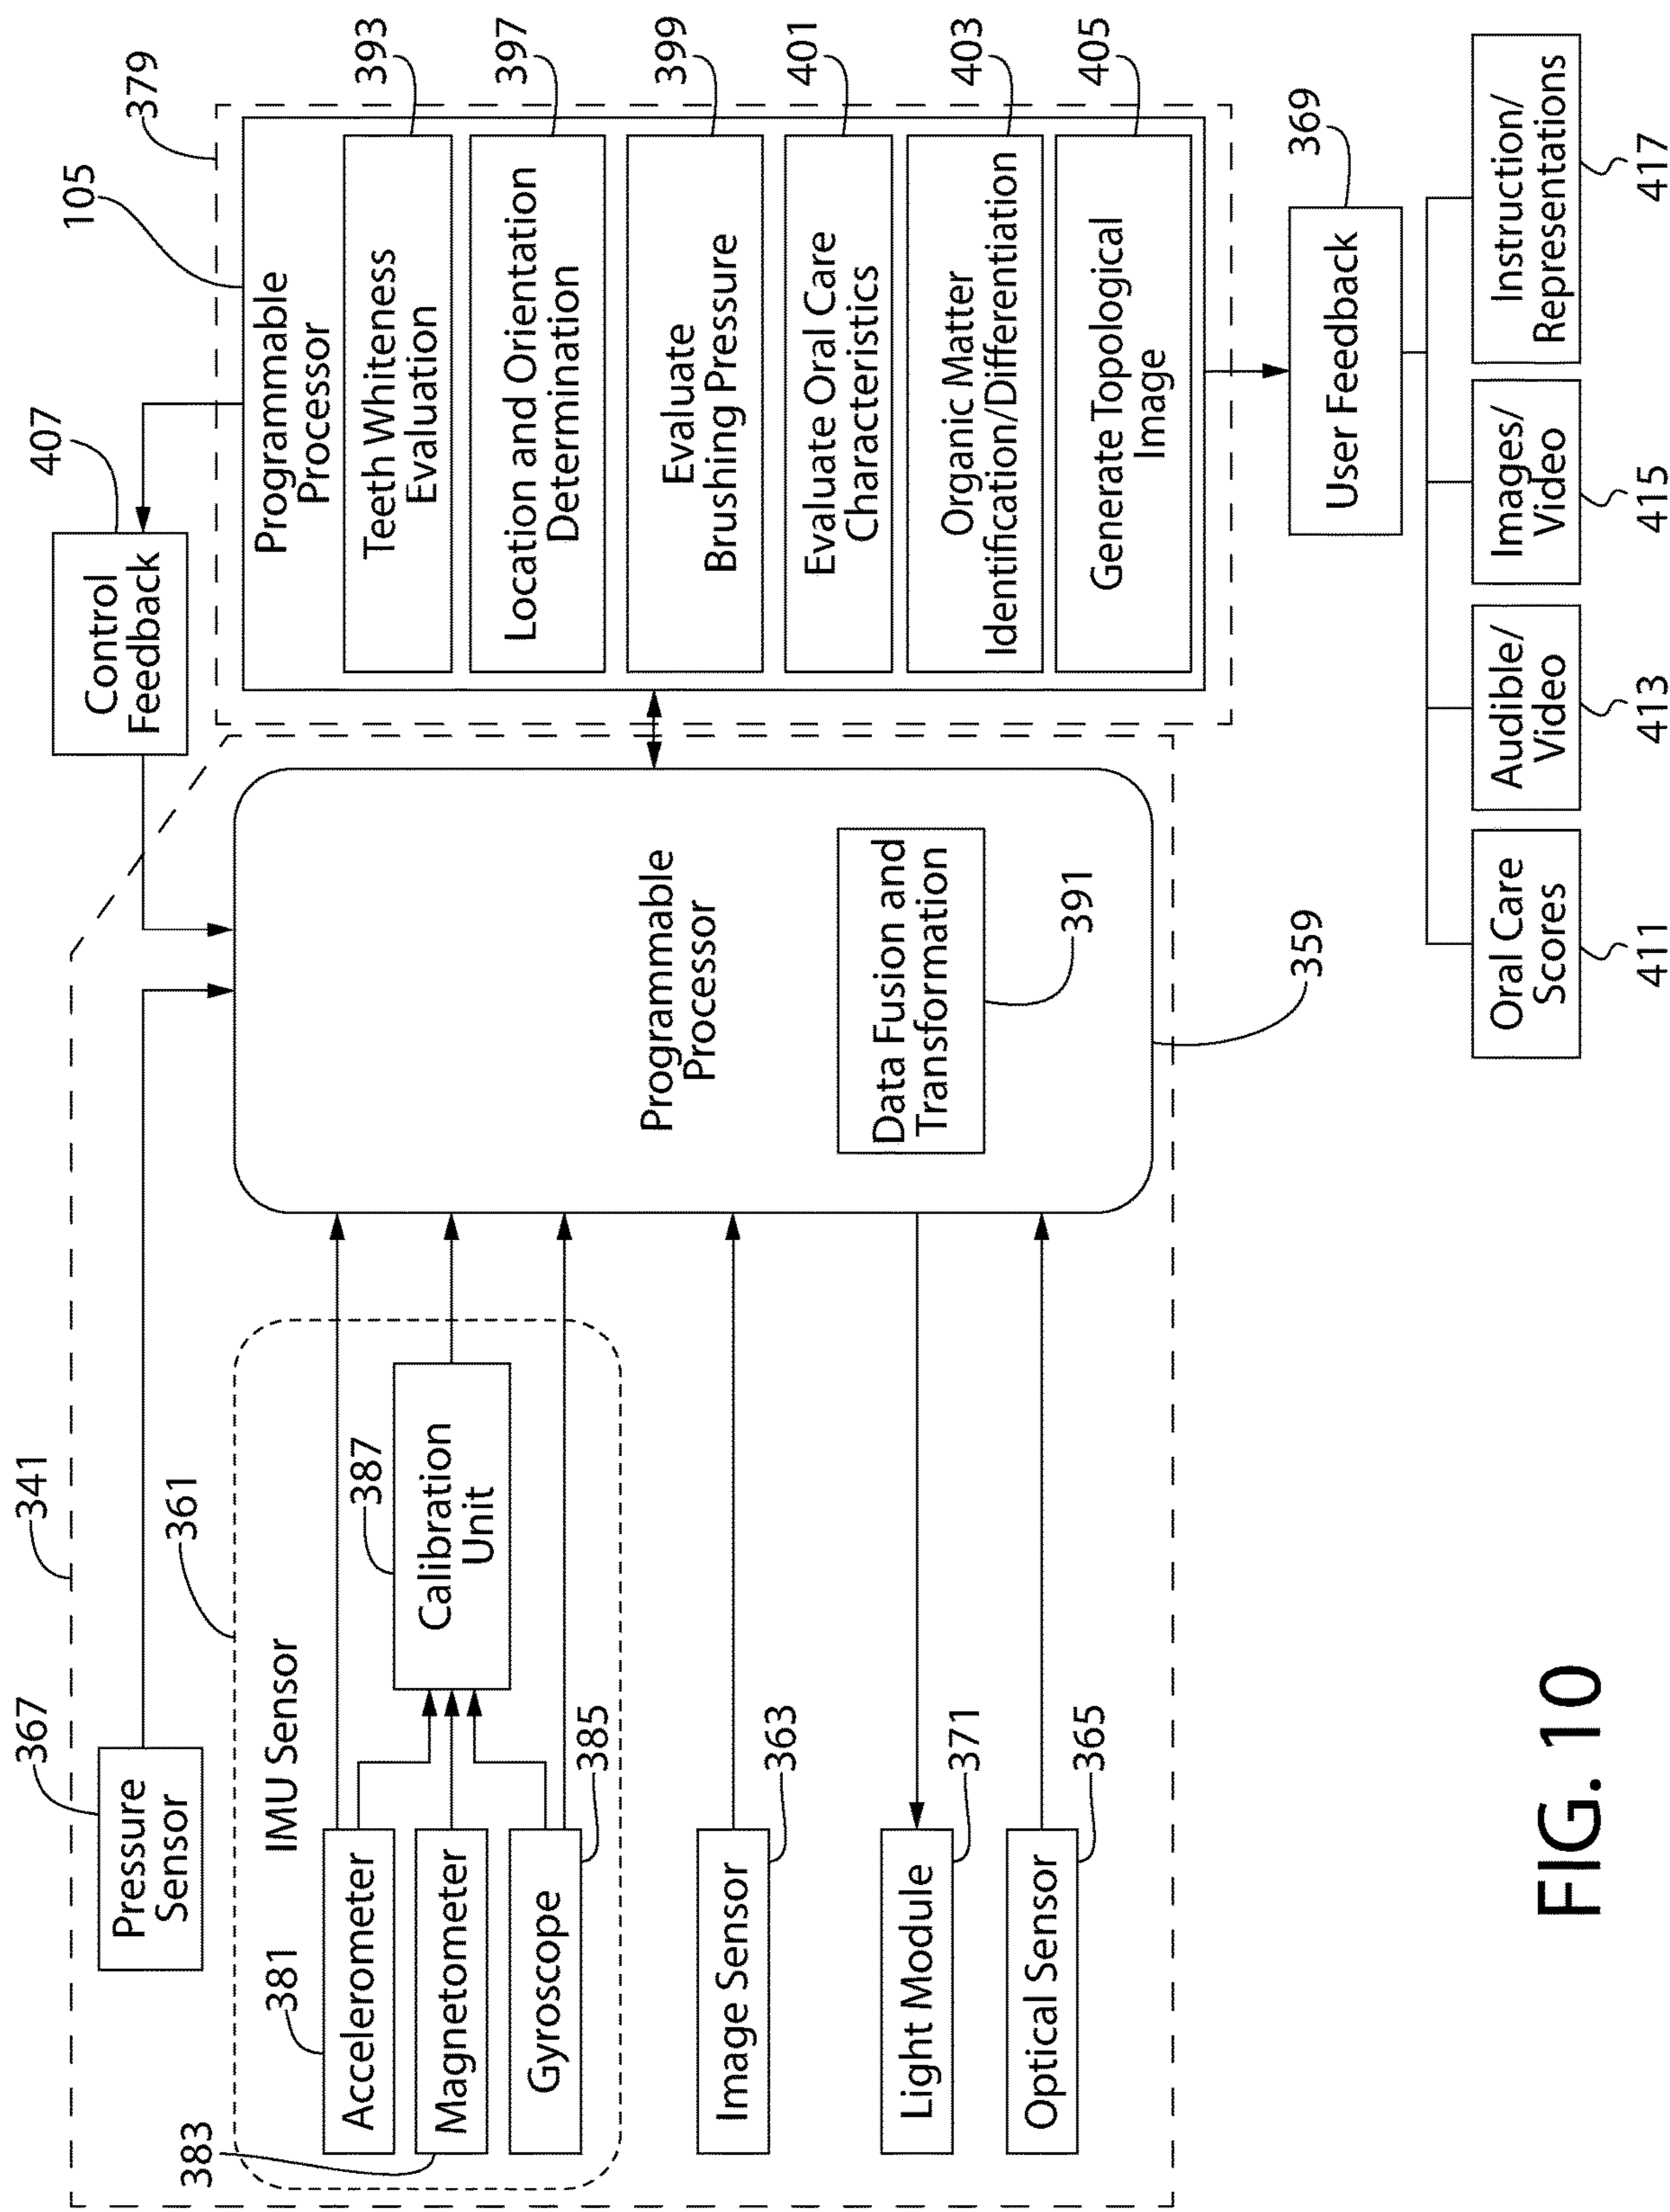 341
367
Pressure
Sensor
361
IMU Sensor
381
Accelerometer
383
Magnetometer
385
Gyroscope
387
Calibration
Unit
363
Image Sensor
371
Light Module
365
Optical Sensor
Programmable
Processor
Data Fusion and
Transformation
391
359
407
Control
Feedback
105
379
Programmable
Processor
Teeth Whiteness
Evaluation
393
Location and Orientation
Determination
397
Evaluate
Brushing Pressure
399
Evaluate Oral Care
Characteristics
401
Organic Matter
Identification/Differentiation
403
Generate Topological
Image
405
User Feedback
369
Oral Care
Scores
411
Audible/
Video
413
Images/
Video
415
Instruction/
Representations
417
FIG. 10